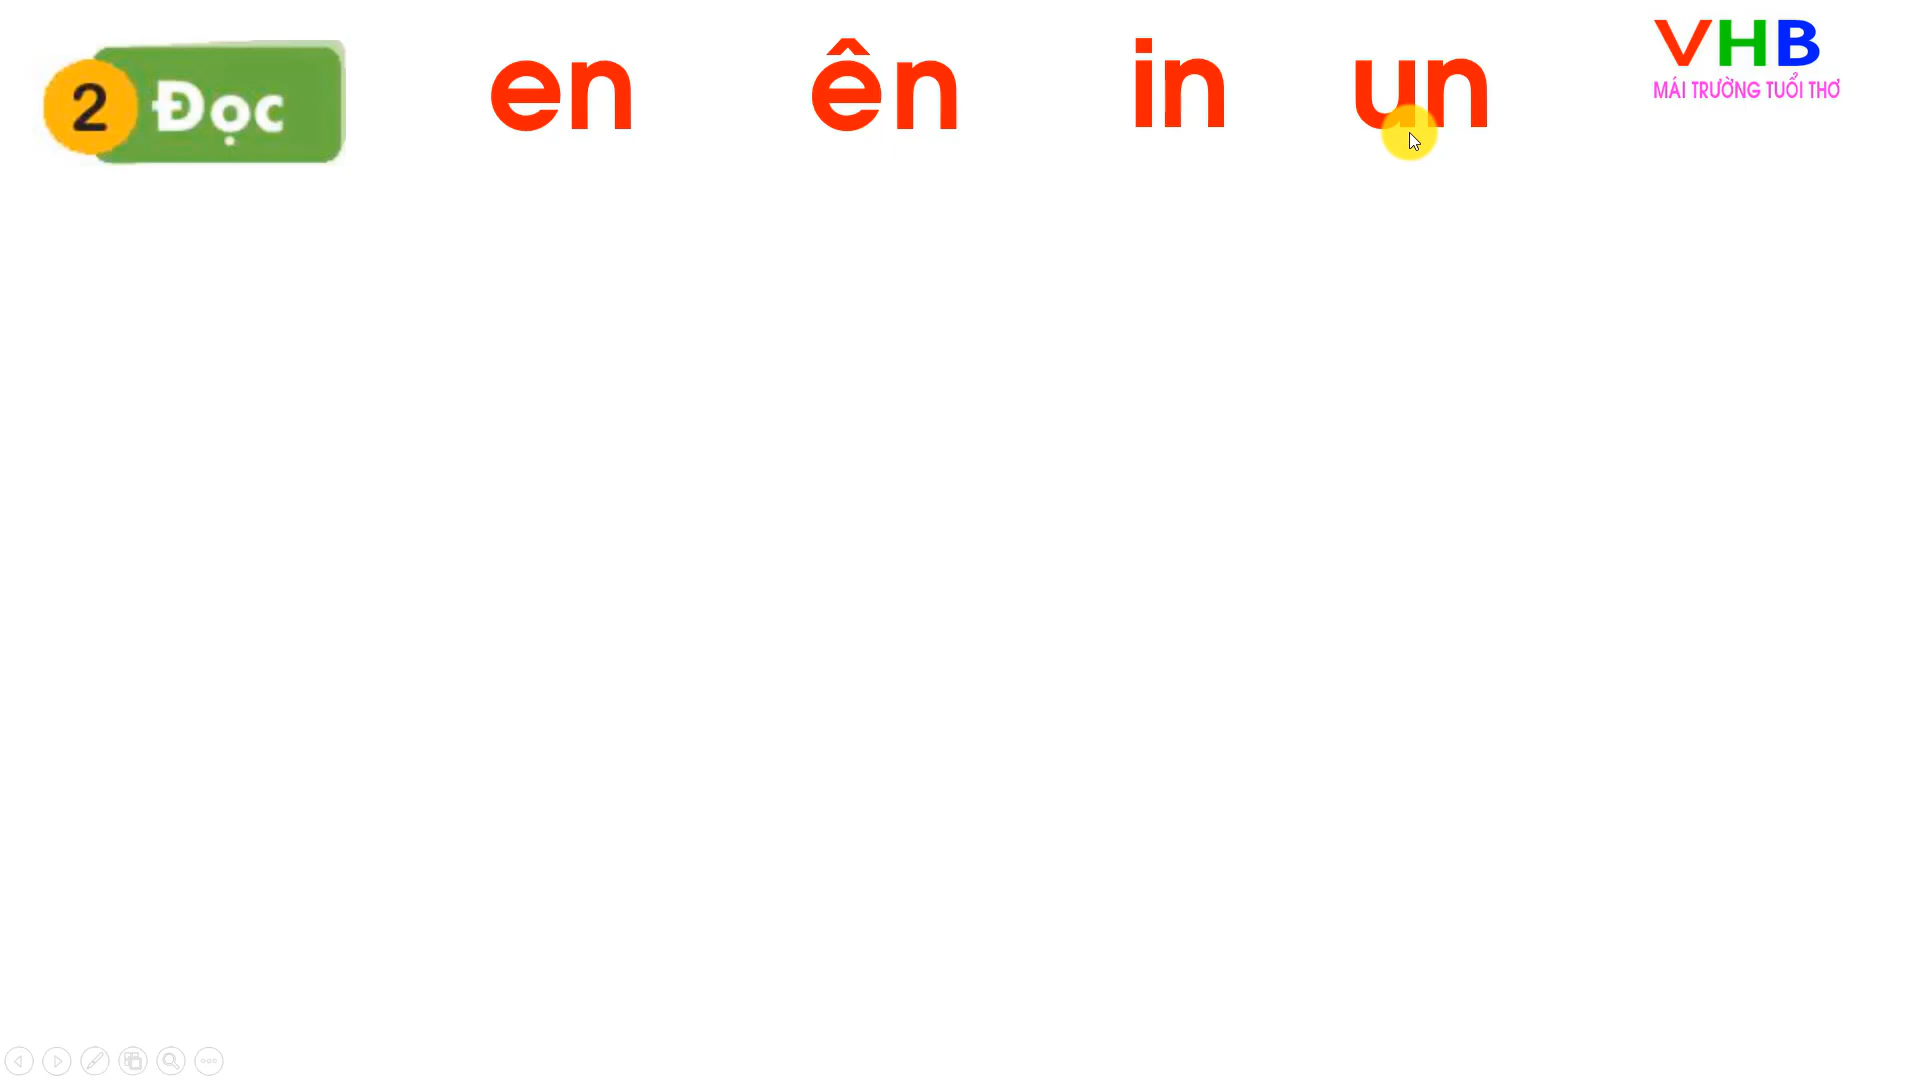 2 Đọc en ên in un
VHB
MÁI TRƯỜNG TUỔI THƠ